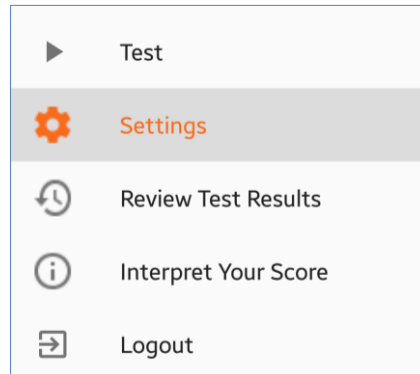 Test
Settings
Review Test Results
Interpret Your Score
Logout